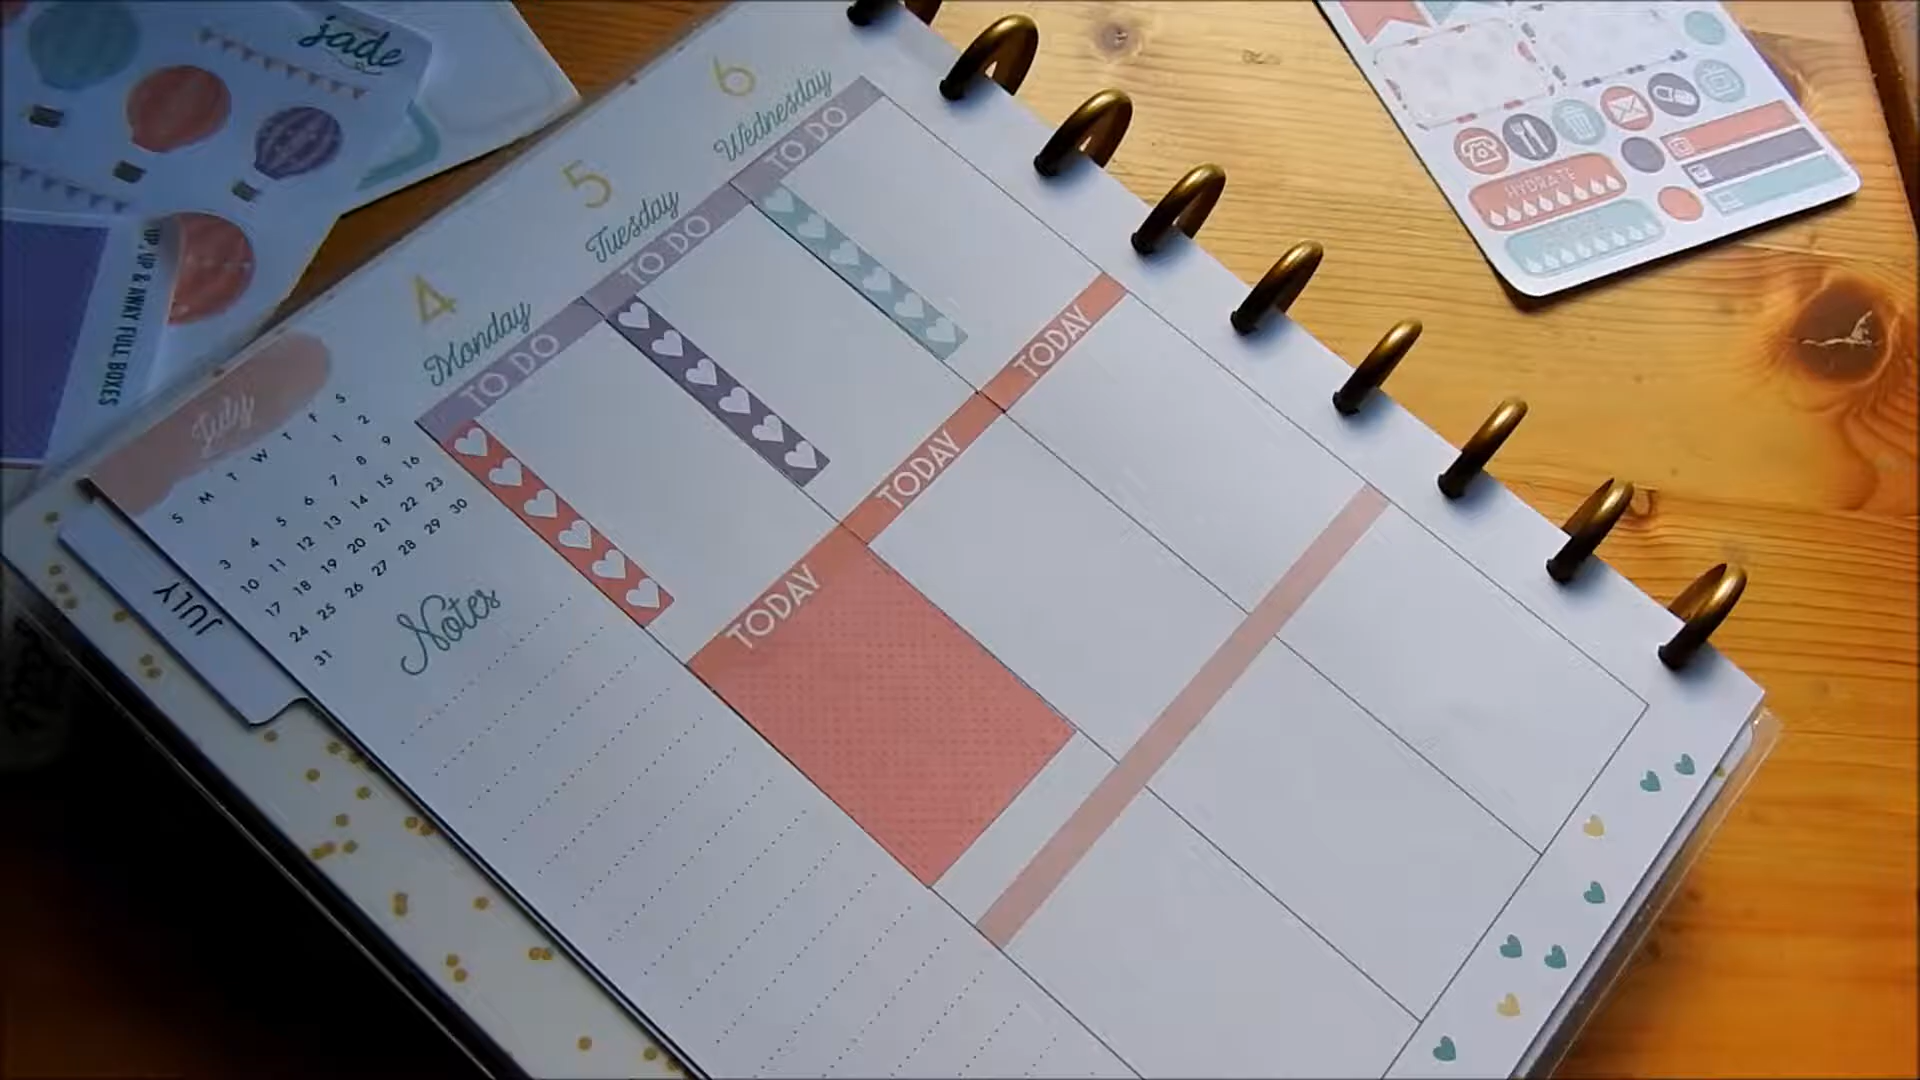 jade
UP, UP & AWAY FULL BOXES
HYDRATE
4
Monday
TO DO
TODAY
5
Tuesday
TO DO
TODAY
6
Wednesday
TO DO
TODAY
July
S M T W T F S
1 2
3 4 5 6 7 8 9
10 11 12 13 14 15 16
17 18 19 20 21 22 23
24 25 26 27 28 29 30
31
Notes
JULY